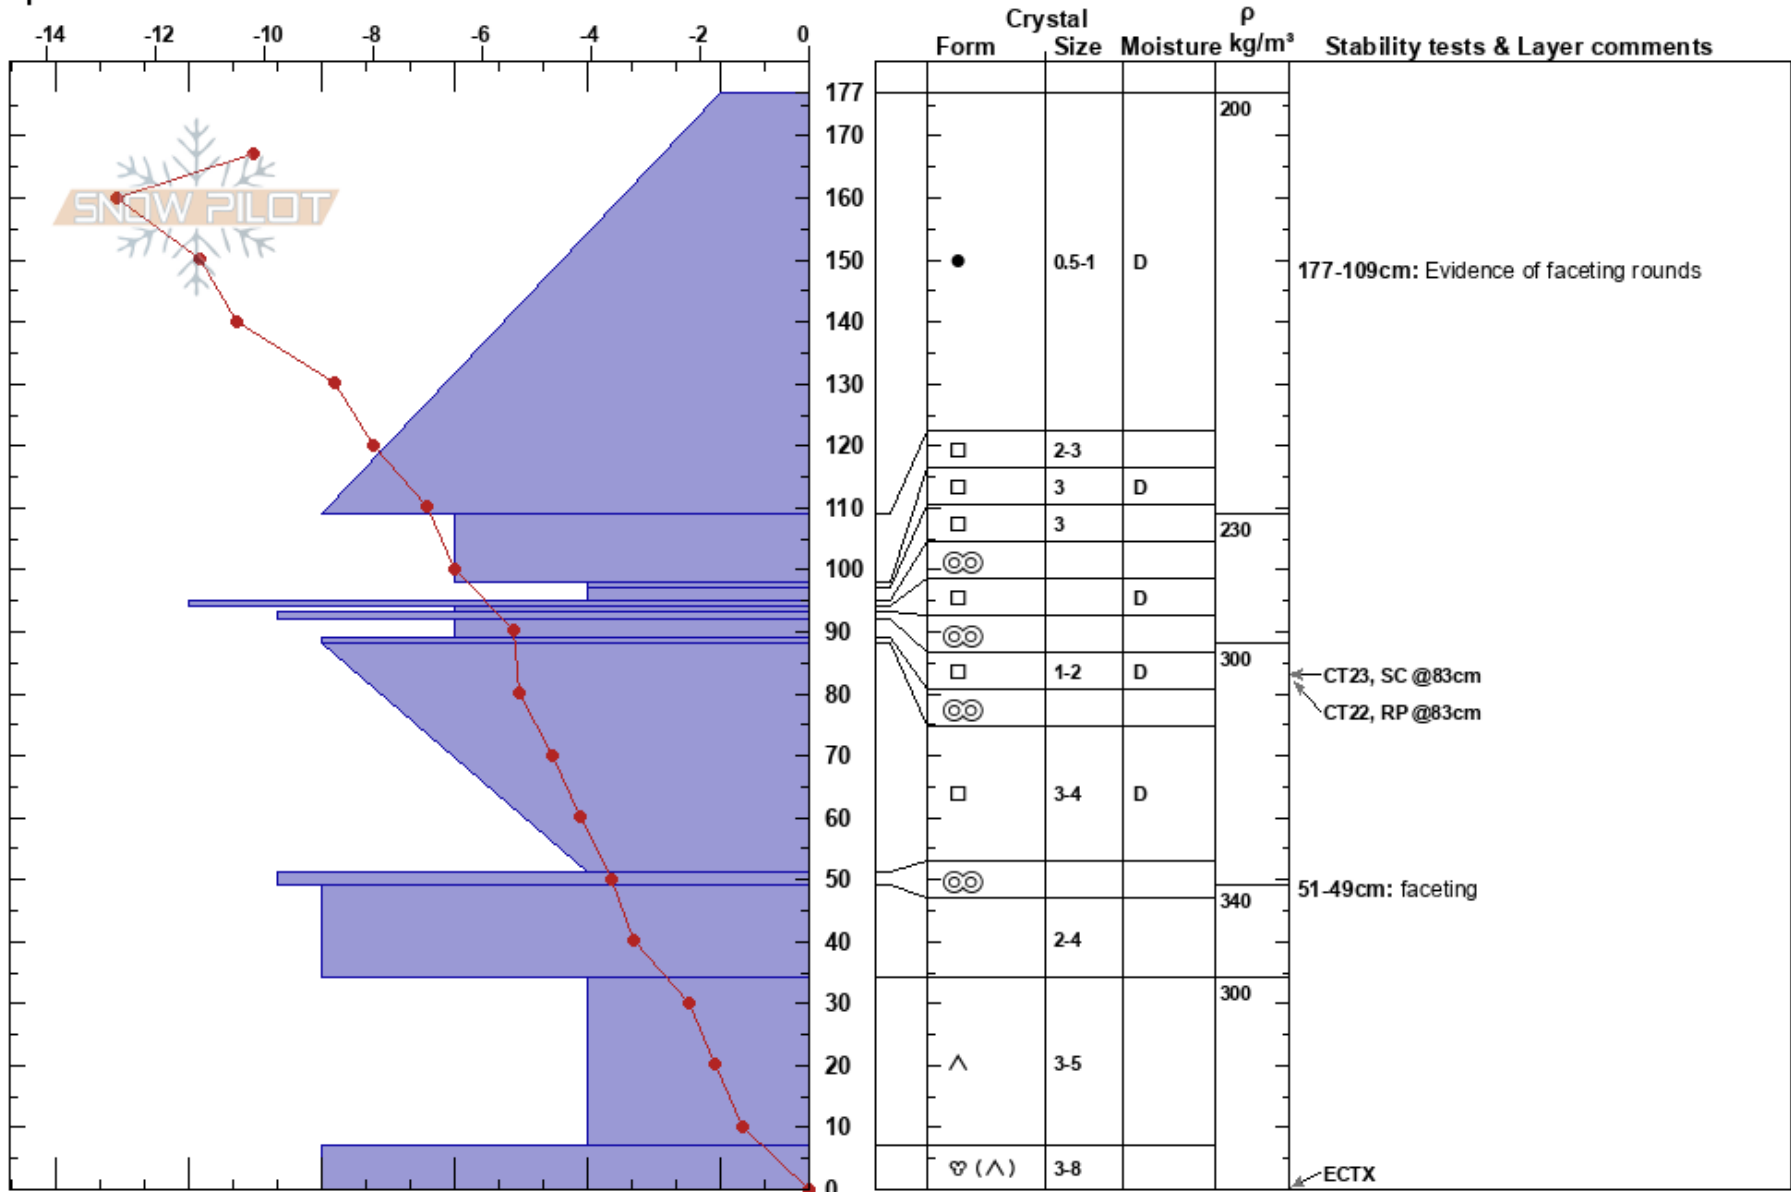 Crystal ρ
-14 -12 -10 -8 -6 -4 -2 0 Form Size Moisture kg/m³ Stability tests & Layer comments
177
200
170
160
SNOW PILOT
150 0.5-1 D 177-109cm: Evidence of faceting rounds
140
130
120 2-3
3 D
110
230
3
100
D
90
300
1-2 D CT23, SC @83cm
80
CT22, RP @83cm
70
3-4 D
60
50 51-49cm: faceting
340
40 2-4
30 300
20 3-5
10
( ) 3-8
0 ECTX